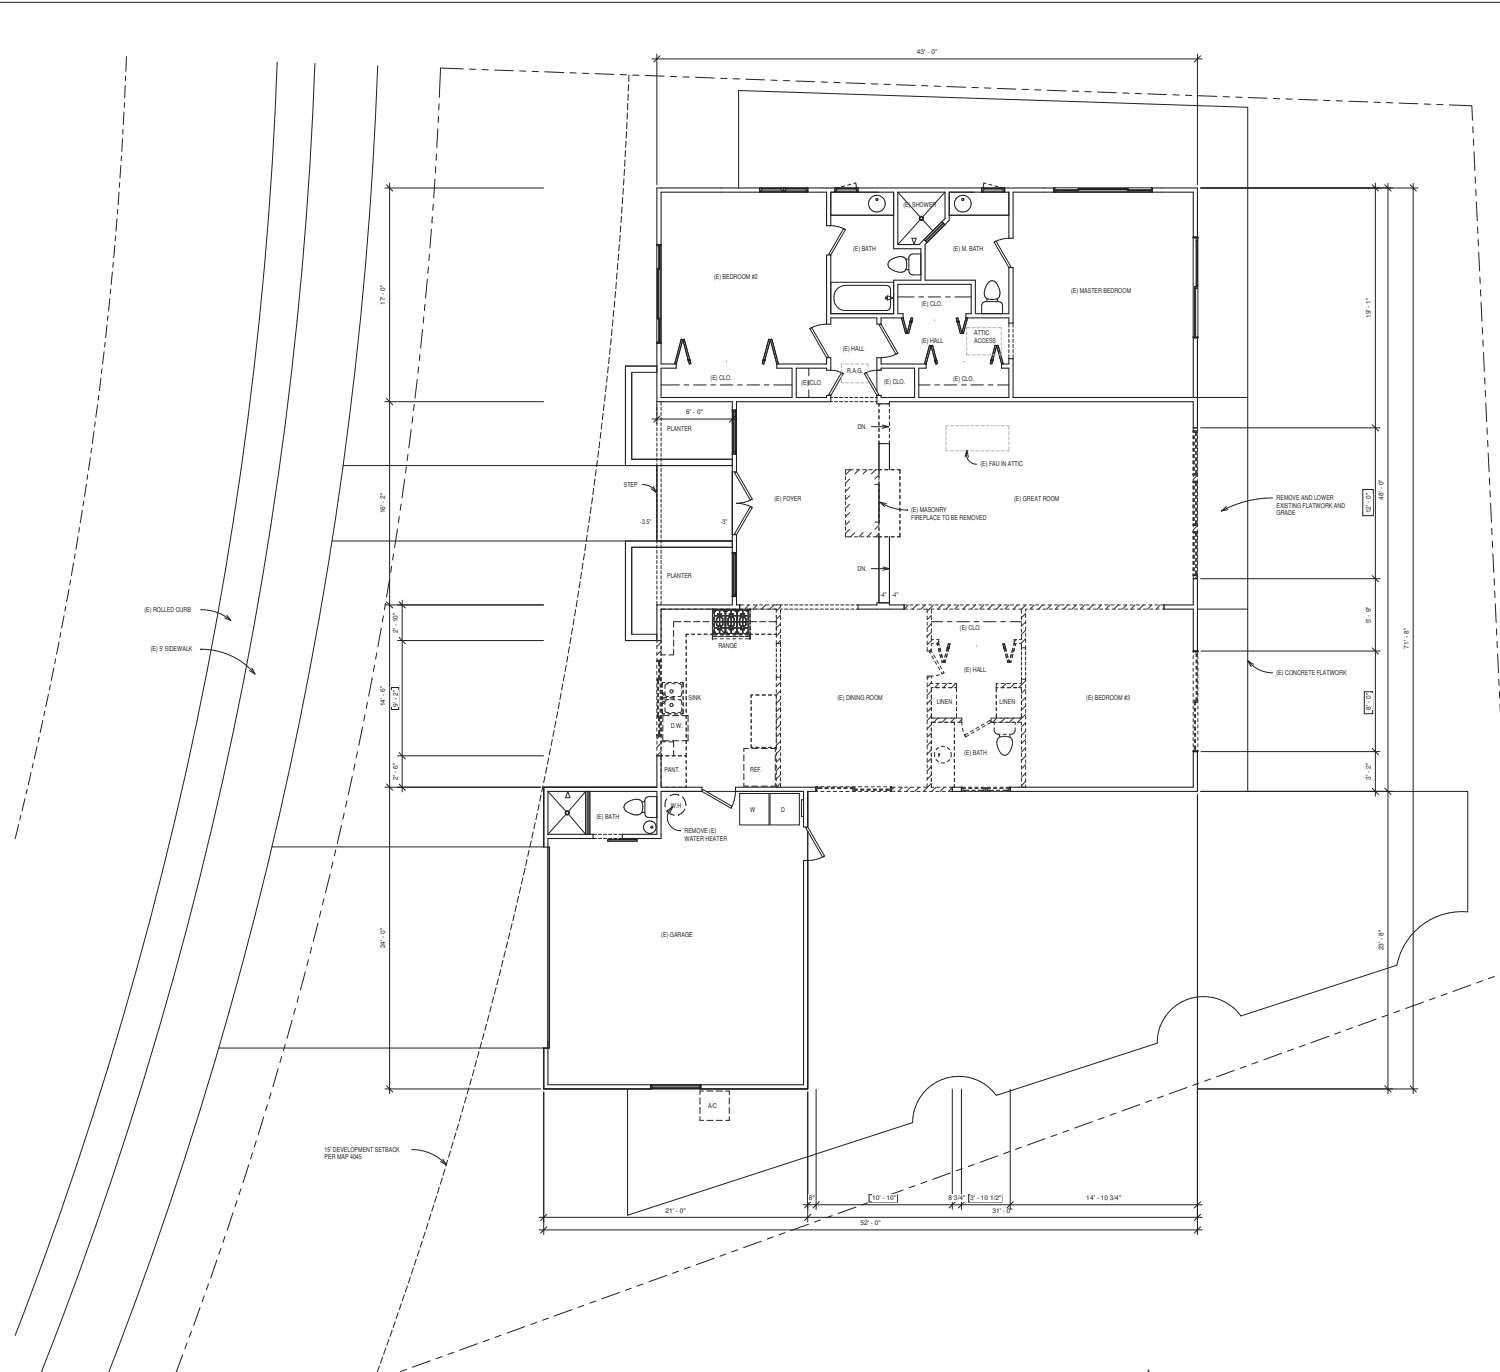 43' - 0"
(E) SHOWER
(E) BATH
(E) M. BATH
(E) BEDROOM #2
(E) MASTER BEDROOM
17' - 0"
(E) CLO.
19' - 1"
ATTIC
ACCESS
(E) HALL
(E) HALL
R.A.G.
(E) CLO.
(E) CLO.
(E) CLO.
(E) CLO.
6' - 0"
PLANTER
DN.
(E) FAU IN ATTIC
STEP
16' - 2"
(E) FOYER
(E) GREAT ROOM
48' - 0"
12' - 0"
REMOVE AND LOWER
EXISTING FLATWORK AND
GRADE
(E) MASONRY
FIREPLACE TO BE REMOVED
-3.5"
-3"
DN.
PLANTER
-4"
-4"
(E) ROLLED CURB
2' - 10"
5' - 9"
(E) CLO.
71' - 8"
RANGE
(E) 5' SIDEWALK
(E) HALL
(E) CONCRETE FLATWORK
14' - 6"
9' - 2"
SINK
(E) DINING ROOM
LINEN
LINEN
(E) BEDROOM #3
8' - 0"
D.W.
(E) BATH
2' - 6"
PANT.
REF.
3' - 2"
W.H
W
D
(E) BATH
REMOVE (E)
WATER HEATER
24' - 0"
(E) GARAGE
23' - 8"
AC
15' DEVELOPMENT SETBACK
PER MAP 4045
8"
10' - 10"
8 3/4"
3' - 10 1/2"
14' - 10 3/4"
21' - 0"
31' - 0"
52' - 0"